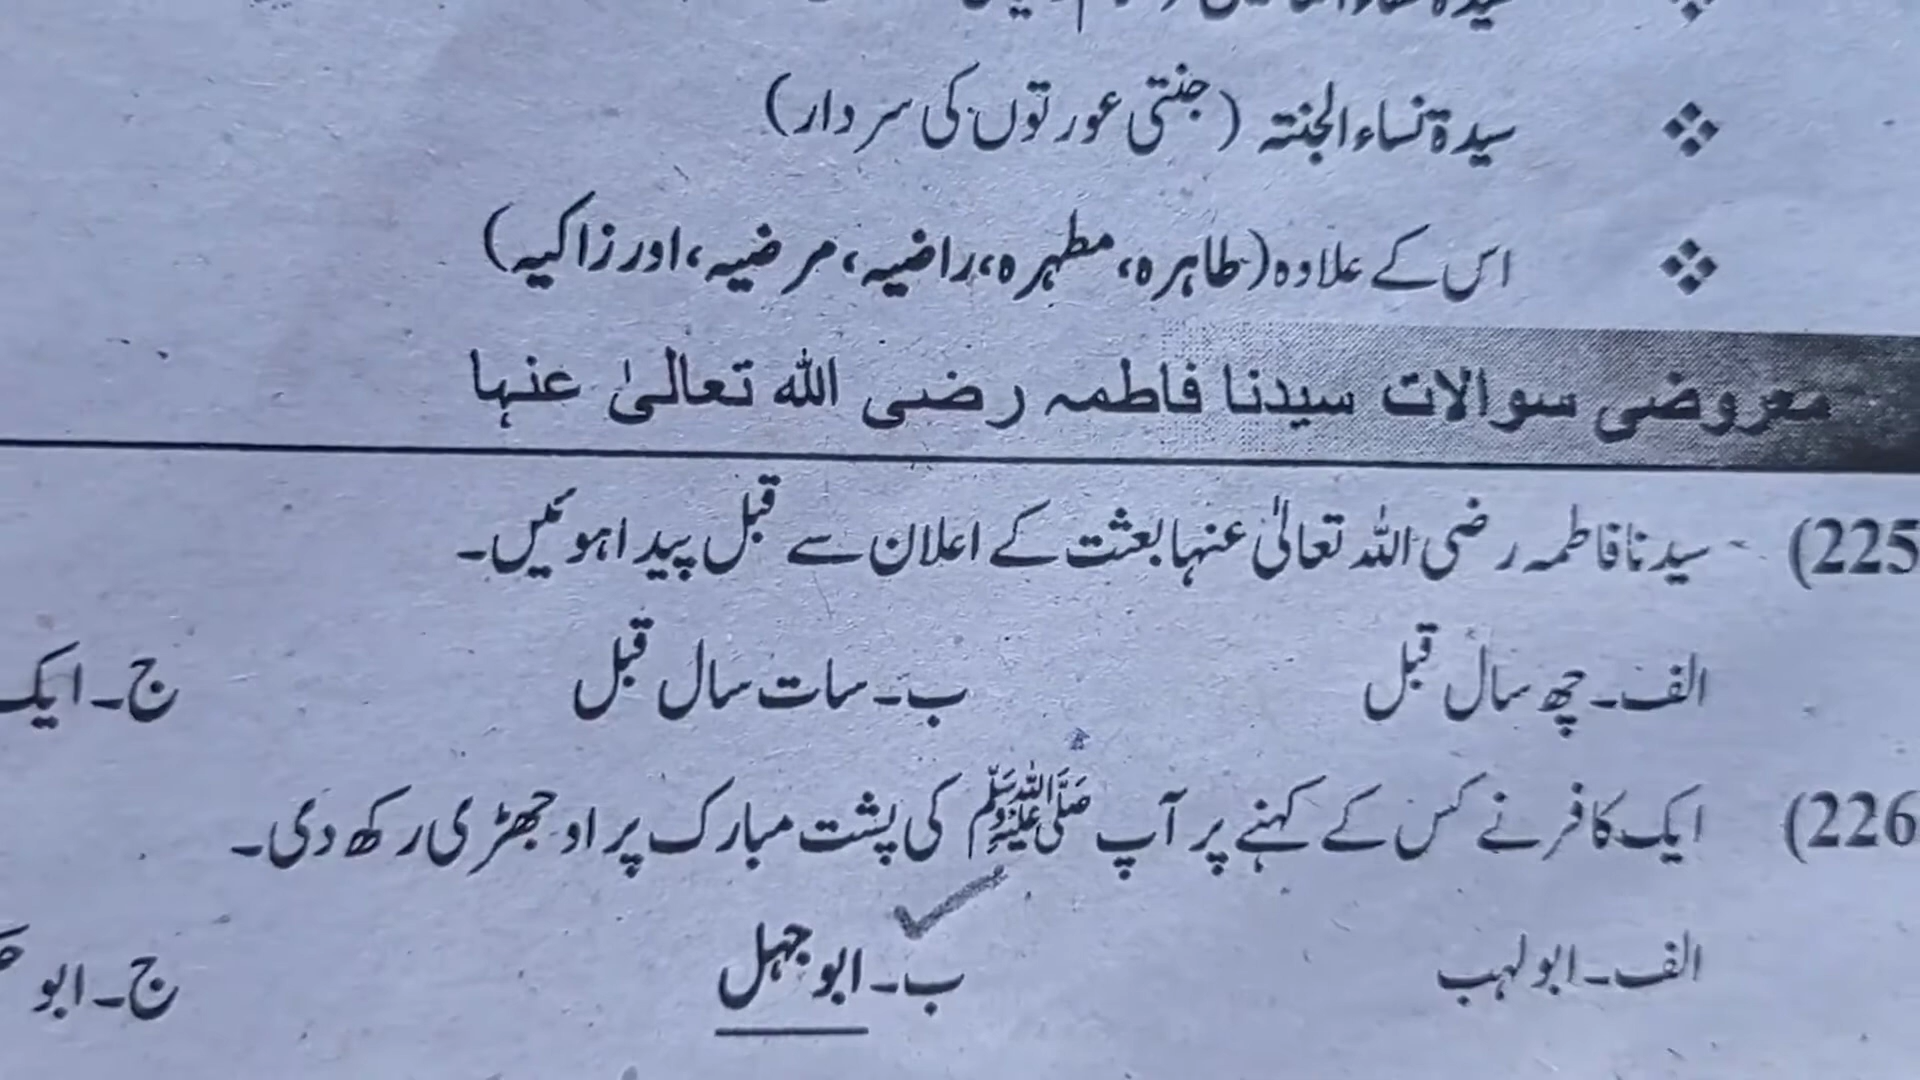 سیدۃ نساء الجنتہ (جنتی عورتوں کی سردار)
اس کے علاوہ (طاہرہ، مطہرہ، راضیہ، مرضیہ، اور زاکیہ)
معروضی سوالات سیدنا فاطمہ رضی اللہ تعالیٰ عنہا
225) سیدنا فاطمہ رضی اللہ تعالیٰ عنہا بعثت کے اعلان سے قبل پیدا ہوئیں۔
الف۔ چھ سال قبل ب۔ سات سال قبل ج۔ ایک
226) ایک کافر نے کس کے کہنے پر آپ ﷺ کی پشت مبارک پر اوجھڑی رکھ دی۔
الف۔ ابولہب ب۔ ابوجہل ج۔ ابو